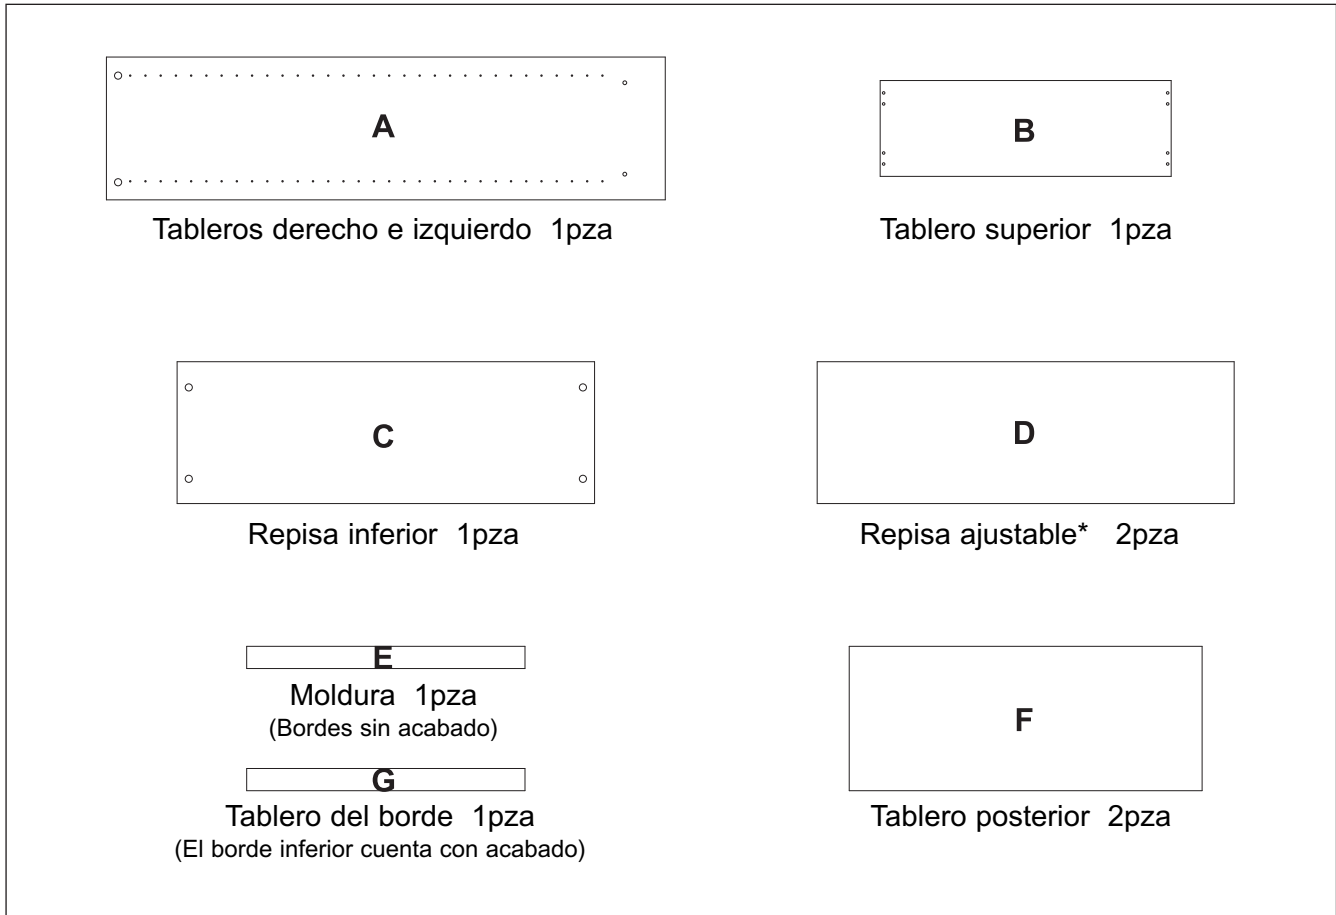 A
Tableros derecho e izquierdo 1pza
B
Tablero superior 1pza
C
Repisa inferior 1pza
D
Repisa ajustable* 2pza
E
Moldura 1pza
(Bordes sin acabado)
G
Tablero del borde 1pza
(El borde inferior cuenta con acabado)
F
Tablero posterior 2pza